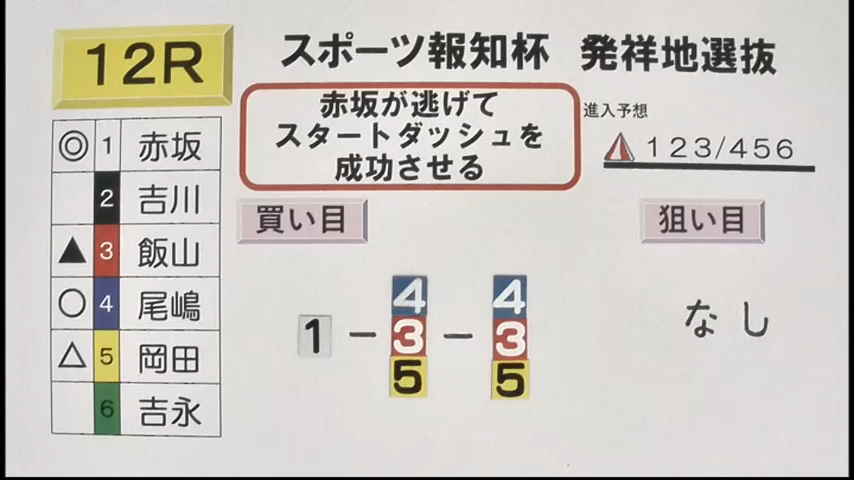 12R
スポーツ報知杯 発祥地選抜
赤坂が逃げて
スタートダッシュを
成功させる
進入予想
123/456
◎ 1 赤坂
2 吉川
▲ 3 飯山
○ 4 尾嶋
△ 5 岡田
6 吉永
買い目
1 - 4 3 5 - 4 3 5
狙い目
なし